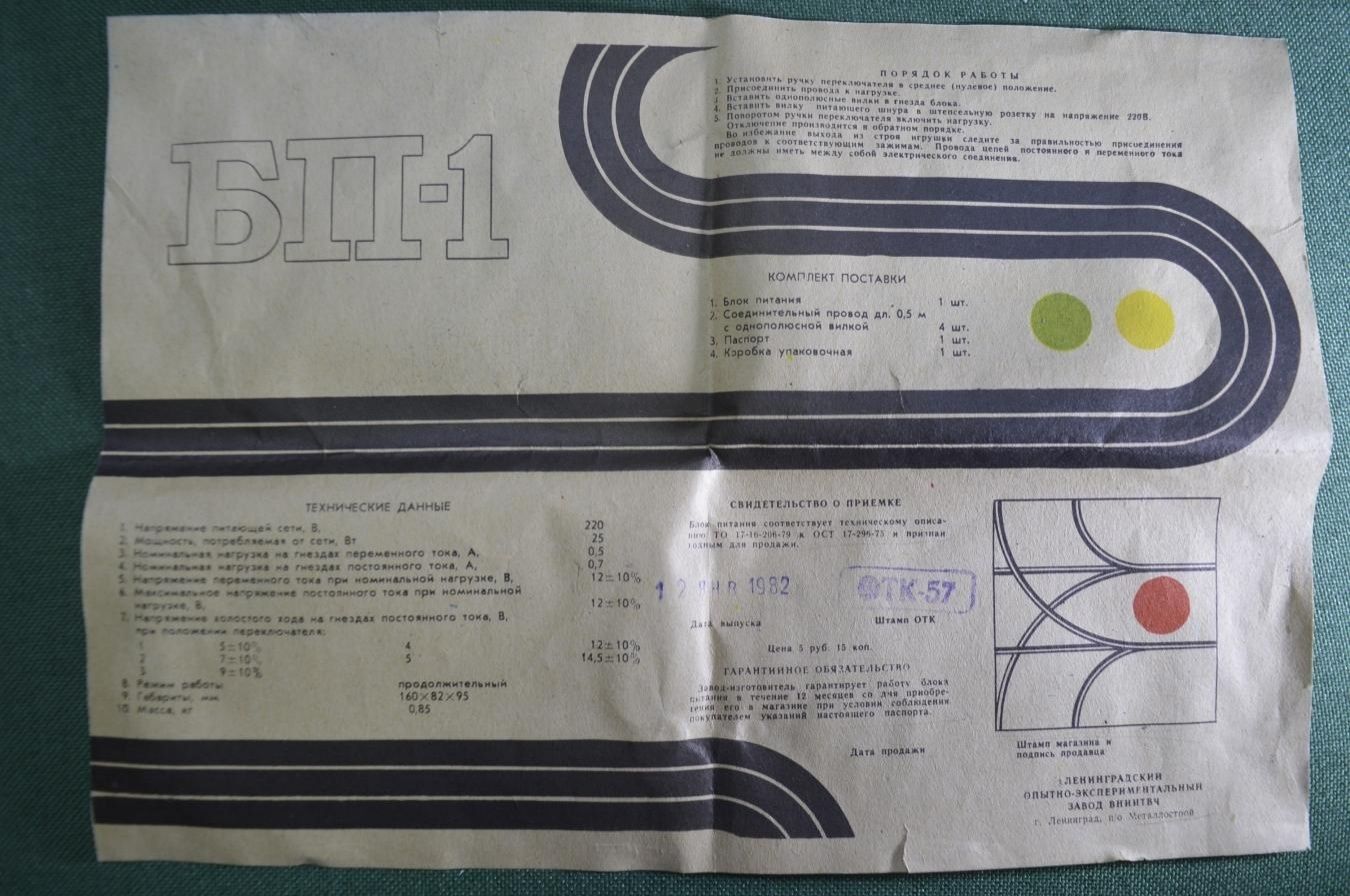 БП-1
ПОРЯДОК РАБОТЫ
1. Установить ручку переключателя в среднее (нулевое) положение.
2. Присоединить провода к нагрузке.
3. Вставить однополюсные вилки в гнезда блока.
4. Вставить вилку питающего шнура в штепсельную розетку на напряжение 220В.
5. Поворотом ручки переключателя включить нагрузку.
Отключение производится в обратном порядке.
Во избежание выхода из строя игрушки следите за правильностью присоединения
проводов к соответствующим зажимам. Провода цепей постоянного и переменного тока
не должны иметь между собой электрического соединения.
КОМПЛЕКТ ПОСТАВКИ
1. Блок питания 1 шт.
2. Соединительный провод дл. 0,5 м
с однополюсной вилкой 4 шт.
3. Паспорт 1 шт.
4. Коробка упаковочная 1 шт.
ТЕХНИЧЕСКИЕ ДАННЫЕ
1. Напряжение питающей сети, В, 220
2. Мощность, потребляемая от сети, Вт 25
3. Номинальная нагрузка на гнездах переменного тока, А, 0,5
4. Номинальная нагрузка на гнездах постоянного тока, А, 0,7
5. Напряжение переменного тока при номинальной нагрузке, В, 12±10%
6. Максимальное напряжение постоянного тока при номинальной
нагрузке, В, 12±10%
7. Напряжение холостого хода на гнездах постоянного тока, В,
при положении переключателя:
1 5±10% 4 12±10%
2 7±10% 5 14,5±10%
3 9±10%
8. Режим работы продолжительный
9. Габариты, мм 160×82×95
10. Масса, кг 0,85
СВИДЕТЕЛЬСТВО О ПРИЕМКЕ
Блок питания соответствует техническому описа-
нию ТО 17-16-206-79 к ОСТ 17-296-75 и признан
годным для продажи.
12 ЯНВ 1982 ОТК-57
Дата выпуска Штамп ОТК
Цена 5 руб. 15 коп.
ГАРАНТИЙНОЕ ОБЯЗАТЕЛЬСТВО
Завод-изготовитель гарантирует работу блока
питания в течение 12 месяцев со дня приобре-
тения его в магазине при условии соблюдения
покупателем указаний настоящего паспорта.
Дата продажи
Штамп магазина и
подпись продавца
ЛЕНИНГРАДСКИЙ
ОПЫТНО-ЭКСПЕРИМЕНТАЛЬНЫЙ
ЗАВОД ВНИИТВЧ
г. Ленинград, п/о Металлострой